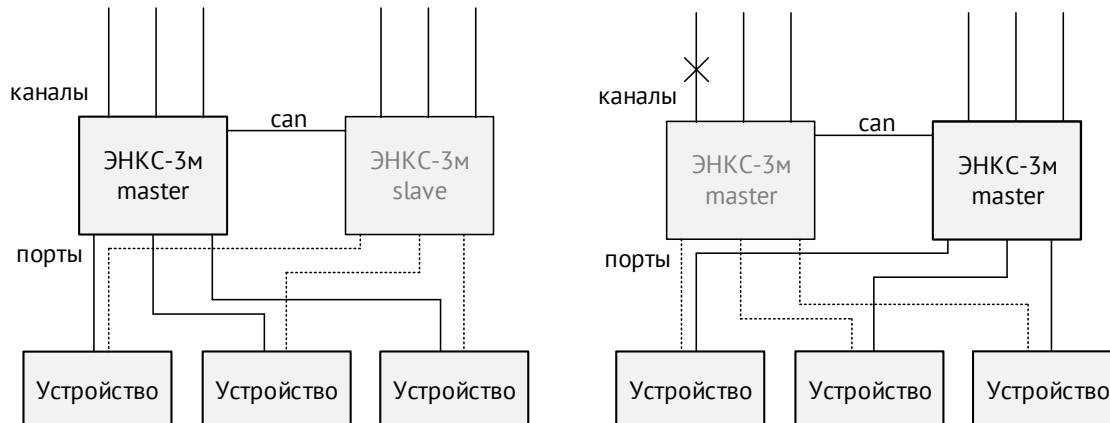 каналы
can
ЭНКС-3м
master
ЭНКС-3м
slave
порты
Устройство
Устройство
Устройство
каналы
can
ЭНКС-3м
master
ЭНКС-3м
master
порты
Устройство
Устройство
Устройство